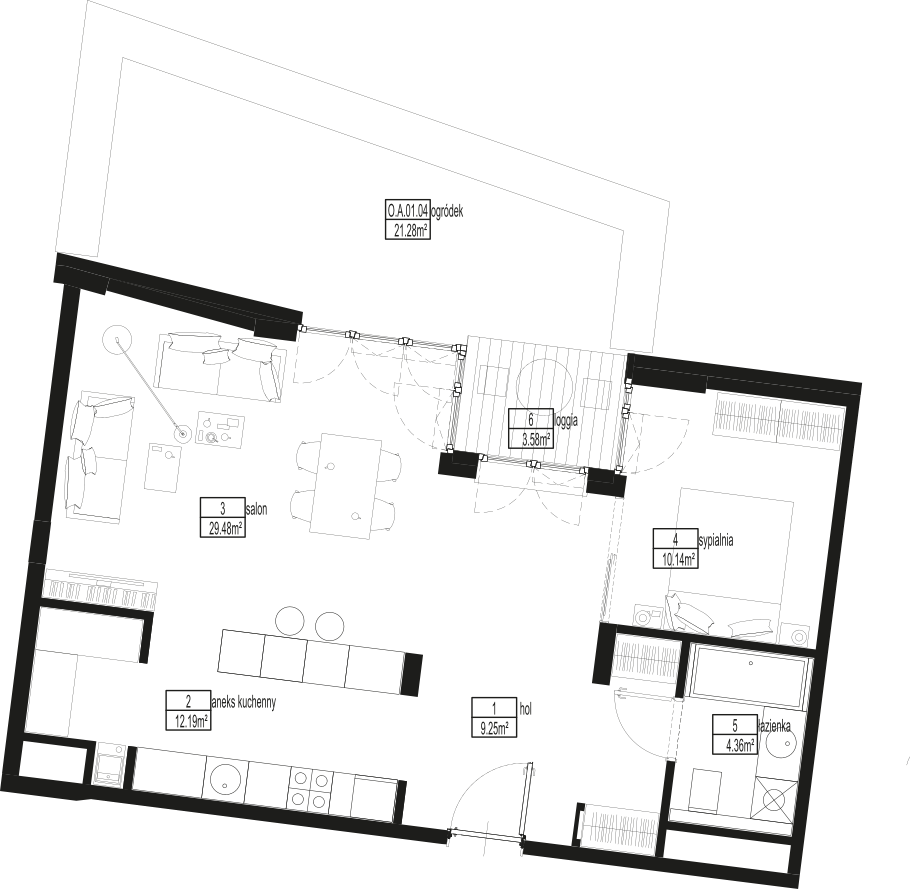 O.A.01.04 ogródek
21.28m²
6 loggia
3.58m²
3 salon
29.48m²
4 sypialnia
10.14m²
2 aneks kuchenny
12.19m²
1 hol
9.25m²
5 łazienka
4.36m²